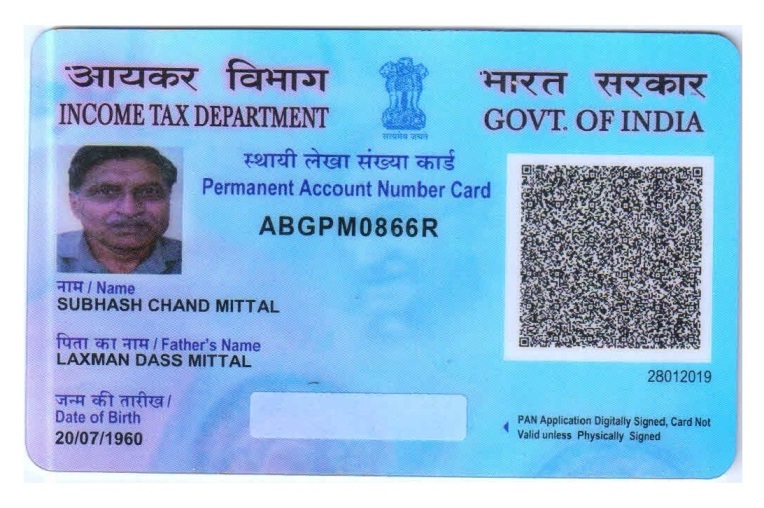 आयकर विभाग
INCOME TAX DEPARTMENT
सत्यमेव जयते
भारत सरकार
GOVT. OF INDIA
स्थायी लेखा संख्या कार्ड
Permanent Account Number Card
ABGPM0866R
नाम / Name
SUBHASH CHAND MITTAL
पिता का नाम / Father's Name
LAXMAN DASS MITTAL
जन्म की तारीख /
Date of Birth
20/07/1960
28012019
PAN Application Digitally Signed, Card Not
Valid unless Physically Signed